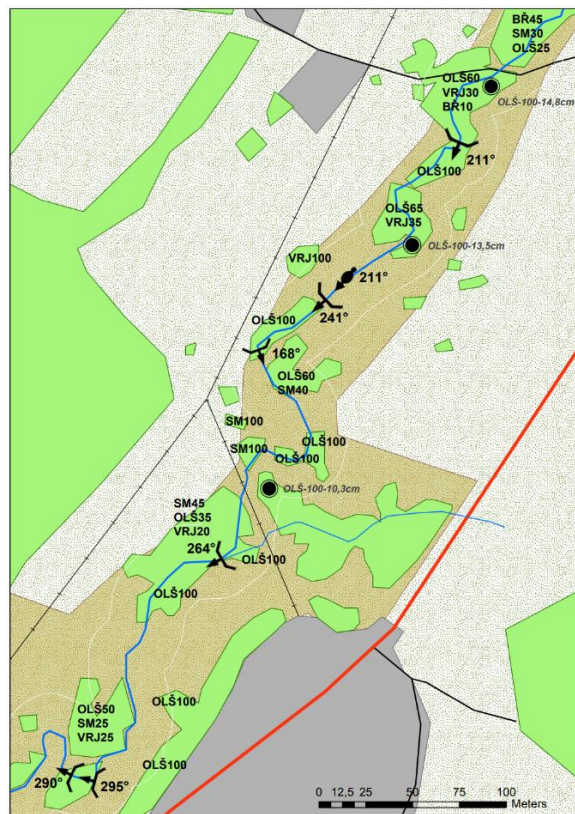 BŘ45
SM30
OLŠ25
OLŠ60
VRJ30
BŘ10
OLŠ-100-14,8cm
211°
OLŠ100
OLŠ65
VRJ35
OLŠ-100-13,5cm
VRJ100
211°
241°
OLŠ100
168°
OLŠ60
SM40
SM100
OLŠ100
SM100
OLŠ100
OLŠ-100-10,3cm
SM45
OLŠ35
VRJ20
264°
OLŠ100
OLŠ100
OLŠ100
OLŠ50
SM25
VRJ25
OLŠ100
290°
295°
0 12,5 25 50 75 100
Meters